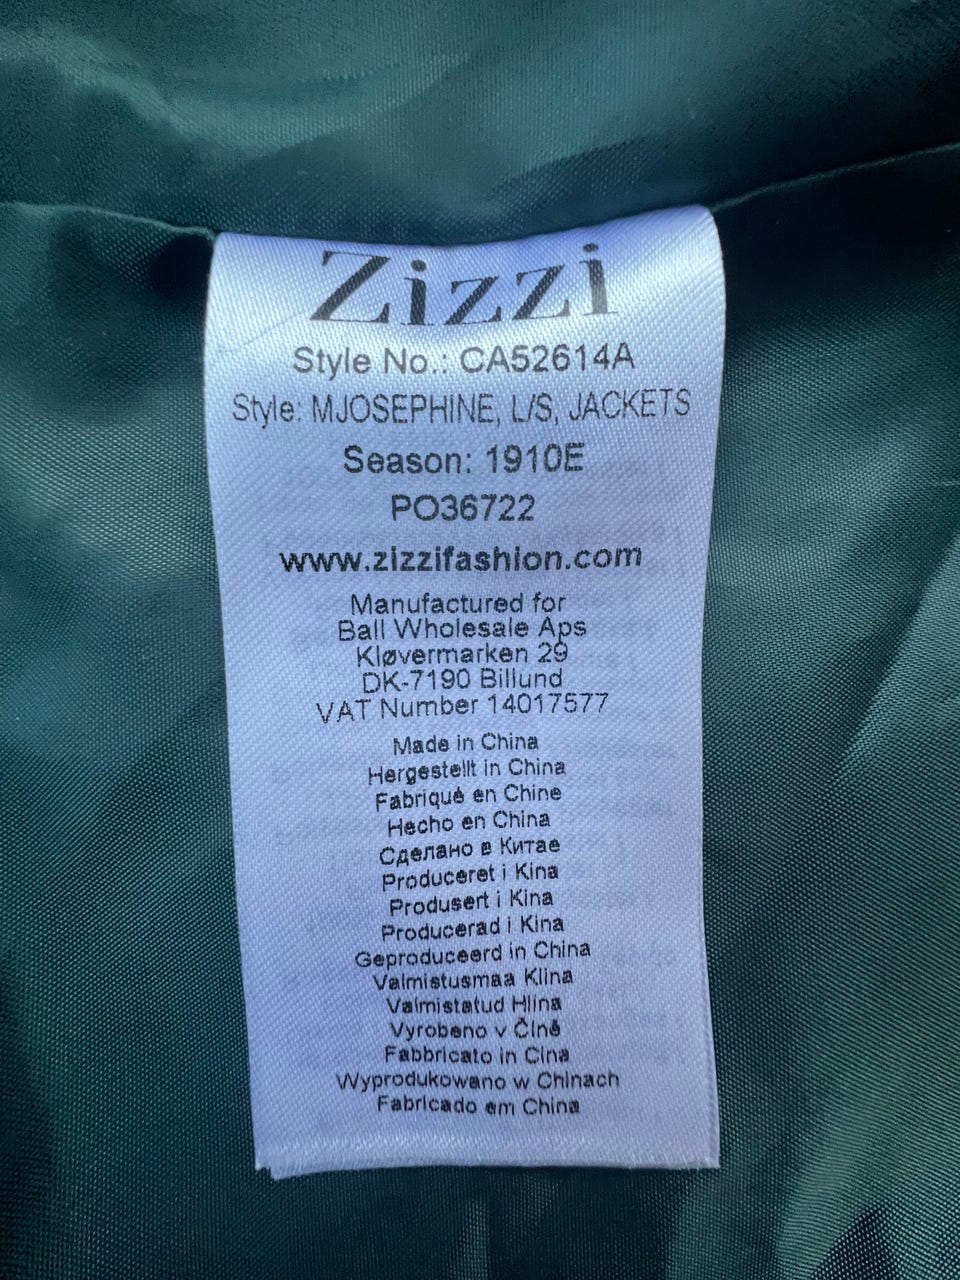 Zizzi
Style No.: CA52614A
Style: MJOSEPHINE, L/S, JACKETS
Season: 1910E
PO36722
www.zizzifashion.com
Manufactured for
Ball Wholesale Aps
Kløvermarken 29
DK-7190 Billund
VAT Number 14017577
Made in China
Hergestellt in China
Fabriqué en Chine
Hecho en China
Сделано в Китае
Produceret i Kina
Produsert i Kina
Producerad i Kina
Geproduceerd in China
Valmistusmaa Kiina
Valmistatud Hiina
Vyrobeno v Číně
Fabbricato in Cina
Wyprodukowano w Chinach
Fabricado em China